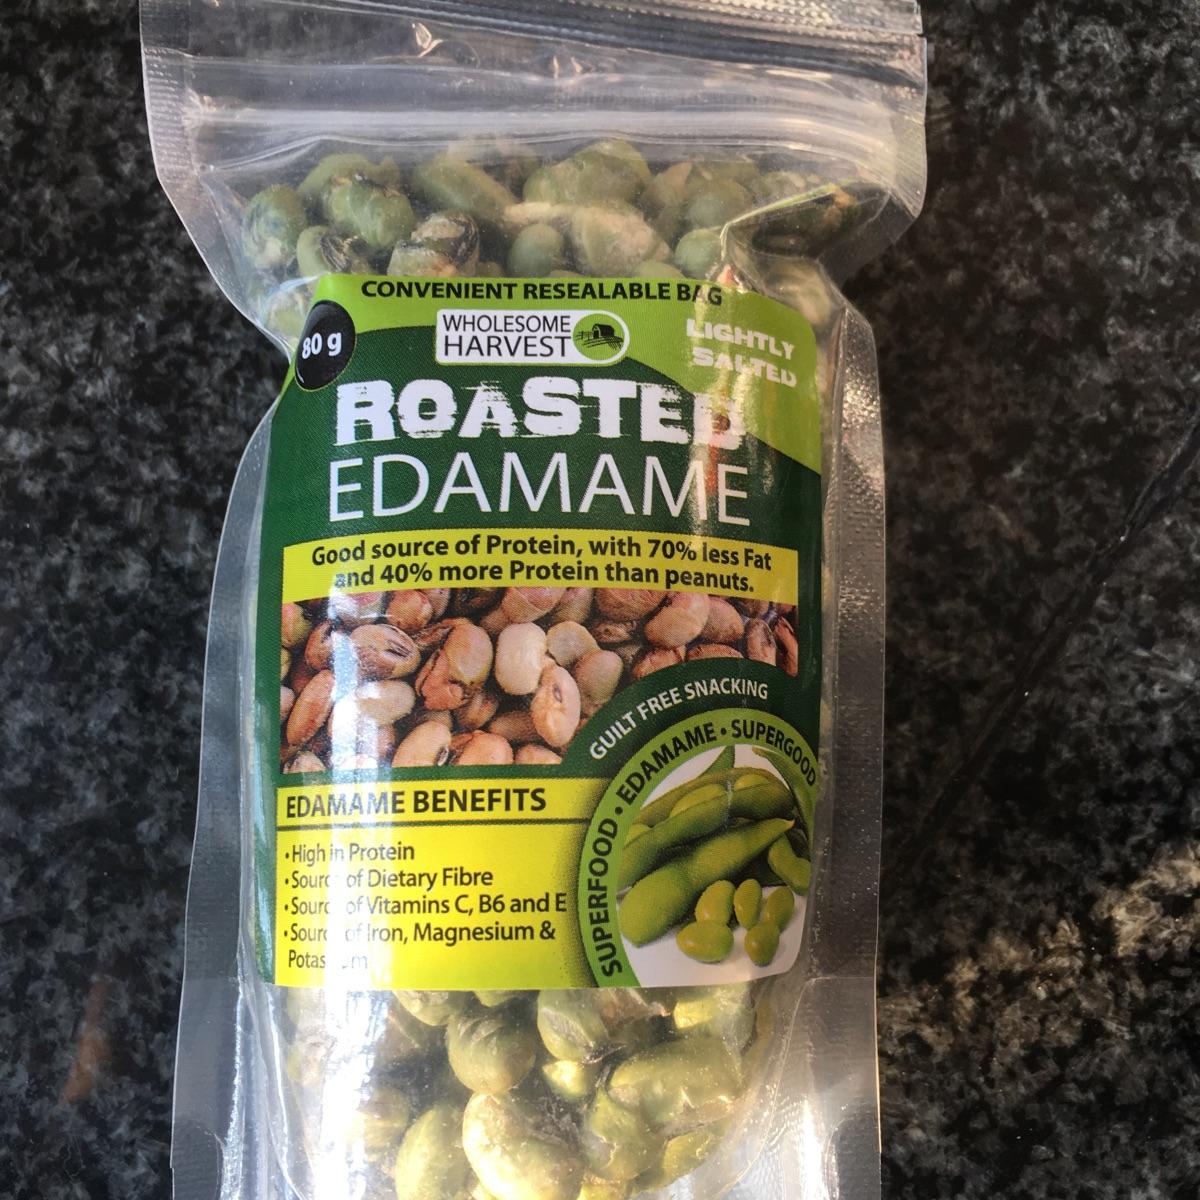 CONVENIENT RESEALABLE BAG
80 g
WHOLESOME
HARVEST
LIGHTLY
SALTED
ROASTED
EDAMAME
Good source of Protein, with 70% less Fat
and 40% more Protein than peanuts.
GUILT FREE SNACKING
SUPERFOOD • EDAMAME • SUPERGOOD
EDAMAME BENEFITS
• High in Protein
• Source of Dietary Fibre
• Source of Vitamins C, B6 and E
• Source of Iron, Magnesium &
Potassium